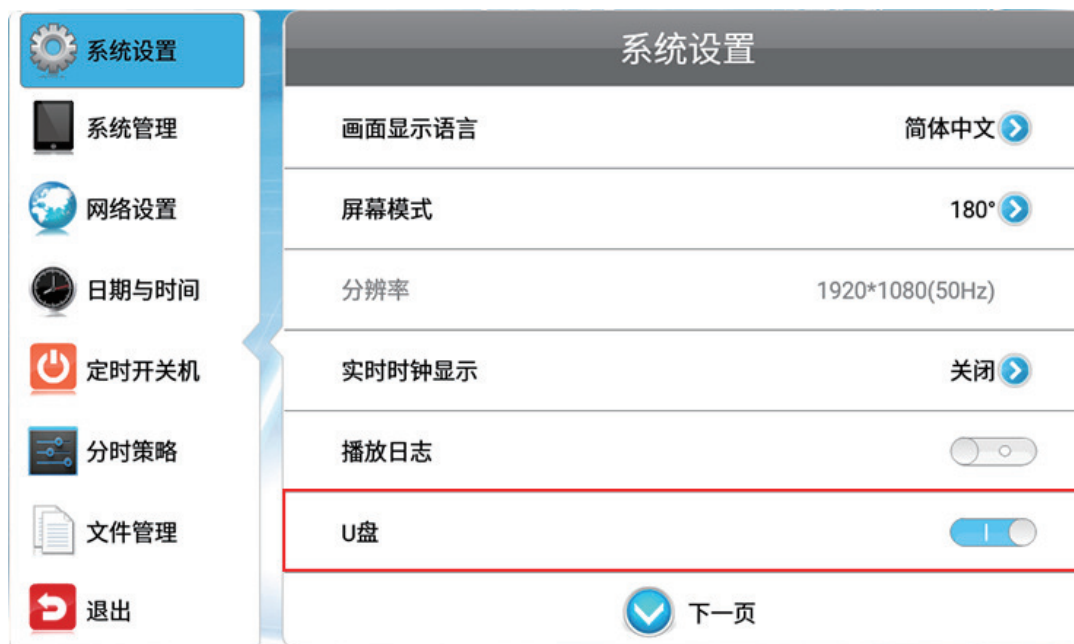 系统设置
系统管理
网络设置
日期与时间
定时开关机
分时策略
文件管理
退出
系统设置
画面显示语言 简体中文
屏幕模式 180°
分辨率 1920*1080(50Hz)
实时时钟显示 关闭
播放日志
U盘
下一页